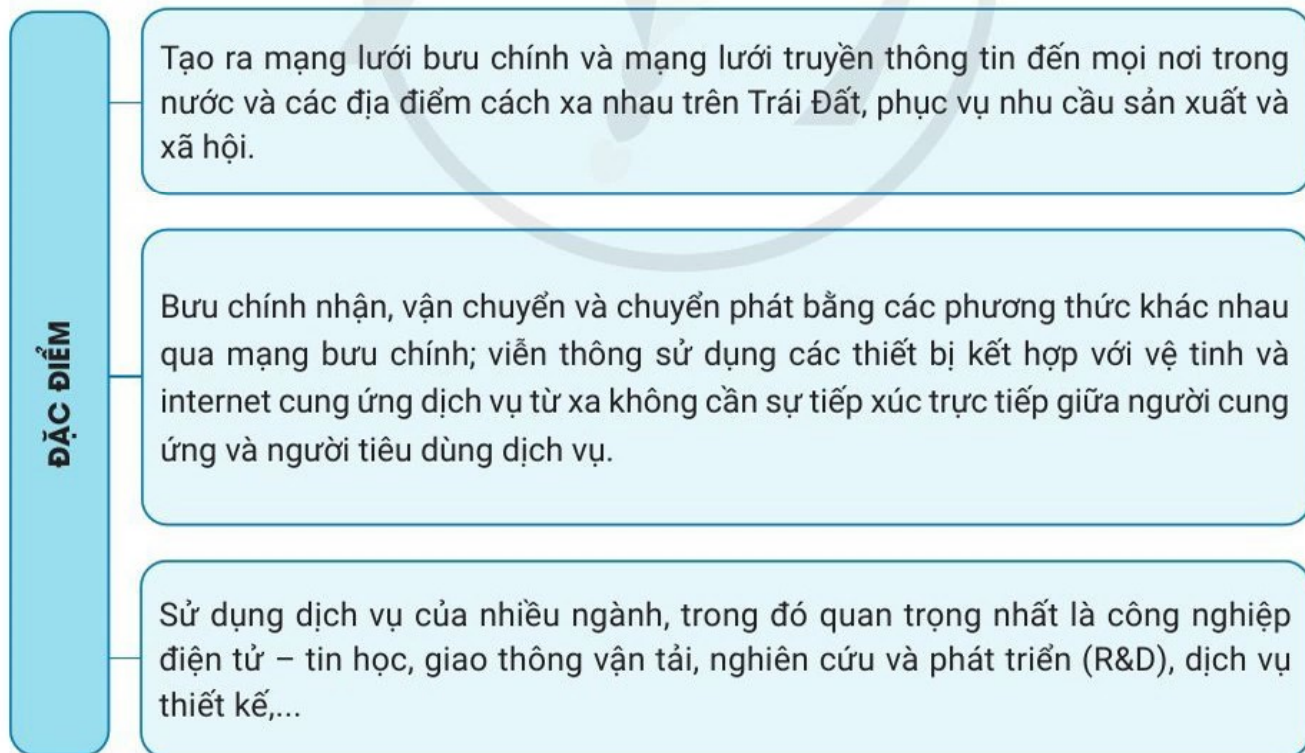 ĐẶC ĐIỂM
Tạo ra mạng lưới bưu chính và mạng lưới truyền thông tin đến mọi nơi trong
nước và các địa điểm cách xa nhau trên Trái Đất, phục vụ nhu cầu sản xuất và
xã hội.
Bưu chính nhận, vận chuyển và chuyển phát bằng các phương thức khác nhau
qua mạng bưu chính; viễn thông sử dụng các thiết bị kết hợp với vệ tinh và
internet cung ứng dịch vụ từ xa không cần sự tiếp xúc trực tiếp giữa người cung
ứng và người tiêu dùng dịch vụ.
Sử dụng dịch vụ của nhiều ngành, trong đó quan trọng nhất là công nghiệp
điện tử – tin học, giao thông vận tải, nghiên cứu và phát triển (R&D), dịch vụ
thiết kế,...